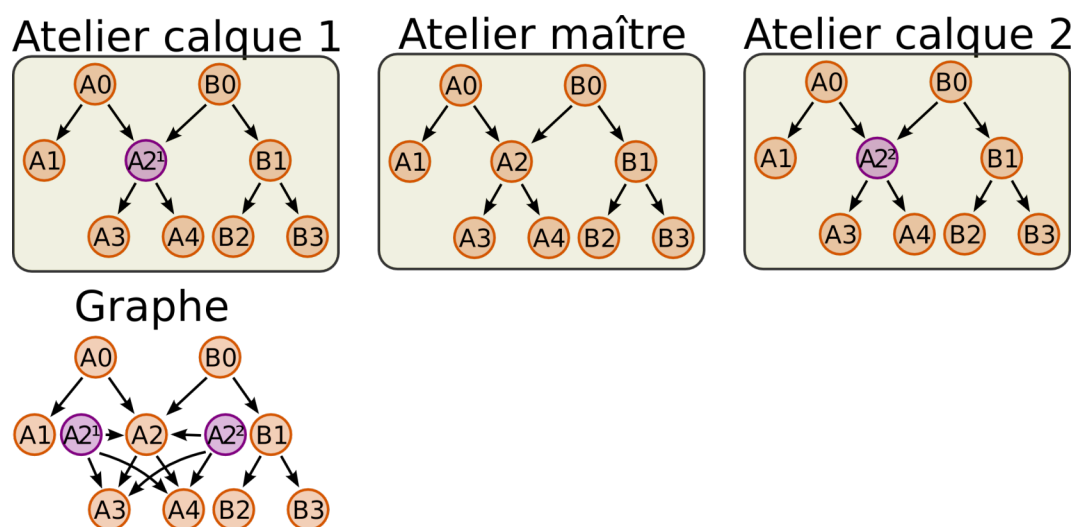 Atelier calque 1 Atelier maître Atelier calque 2
A0 B0 A0 B0 A0 B0
A1 A2¹ B1 A1 A2 B1 A1 A2² B1
A3 A4 B2 B3 A3 A4 B2 B3 A3 A4 B2 B3
Graphe
A0 B0
A1 A2¹ A2 A2² B1
A3 A4 B2 B3